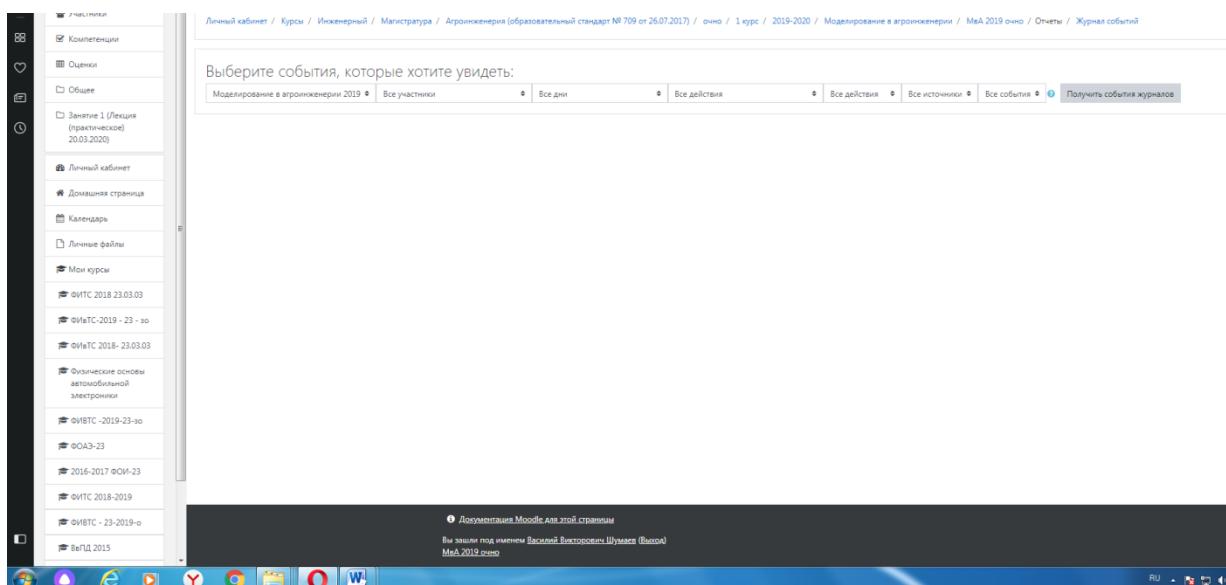 Участники
Компетенции
Оценки
Общее
Занятие 1 (Лекция
(практическое)
20.03.2020)
Личный кабинет
Домашняя страница
Календарь
Личные файлы
Мои курсы
ФИТС 2018 23.03.03
ФИвТС-2019 - 23 - зо
ФИвТС 2018- 23.03.03
Физические основы
автомобильной
электроники
ФИВТС -2019-23-зо
ФОАЭ-23
2016-2017 ФОИ-23
ФИТС 2018-2019
ФИВТС - 23-2019-о
ВвПД 2015
Личный кабинет / Курсы / Инженерный / Магистратура / Агроинженерия (образовательный стандарт № 709 от 26.07.2017) / очно / 1 курс / 2019-2020 / Моделирование в агроинженерии / МвА 2019 очно / Отчеты / Журнал событий
Выберите события, которые хотите увидеть:
Моделирование в агроинженерии 2019 Все участники Все дни Все действия Все действия Все источники Все события Получить события журналов
Документация Moodle для этой страницы
Вы зашли под именем Василий Викторович Шумаев (Выход)
МвА 2019 очно
RU